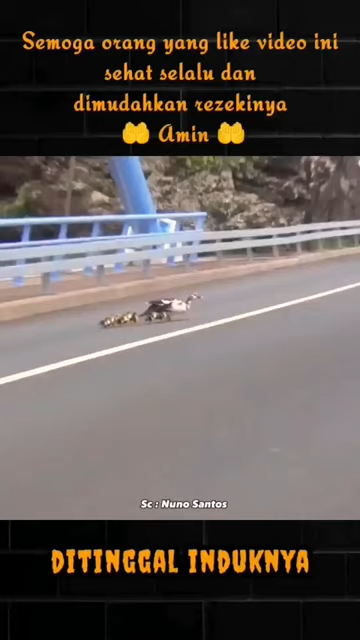 Semoga orang yang like video ini
sehat selalu dan
dimudahkan rezekinya
🤲 Amin 🤲
Sc : Nuno Santos
DITINGGAL INDUKNYA